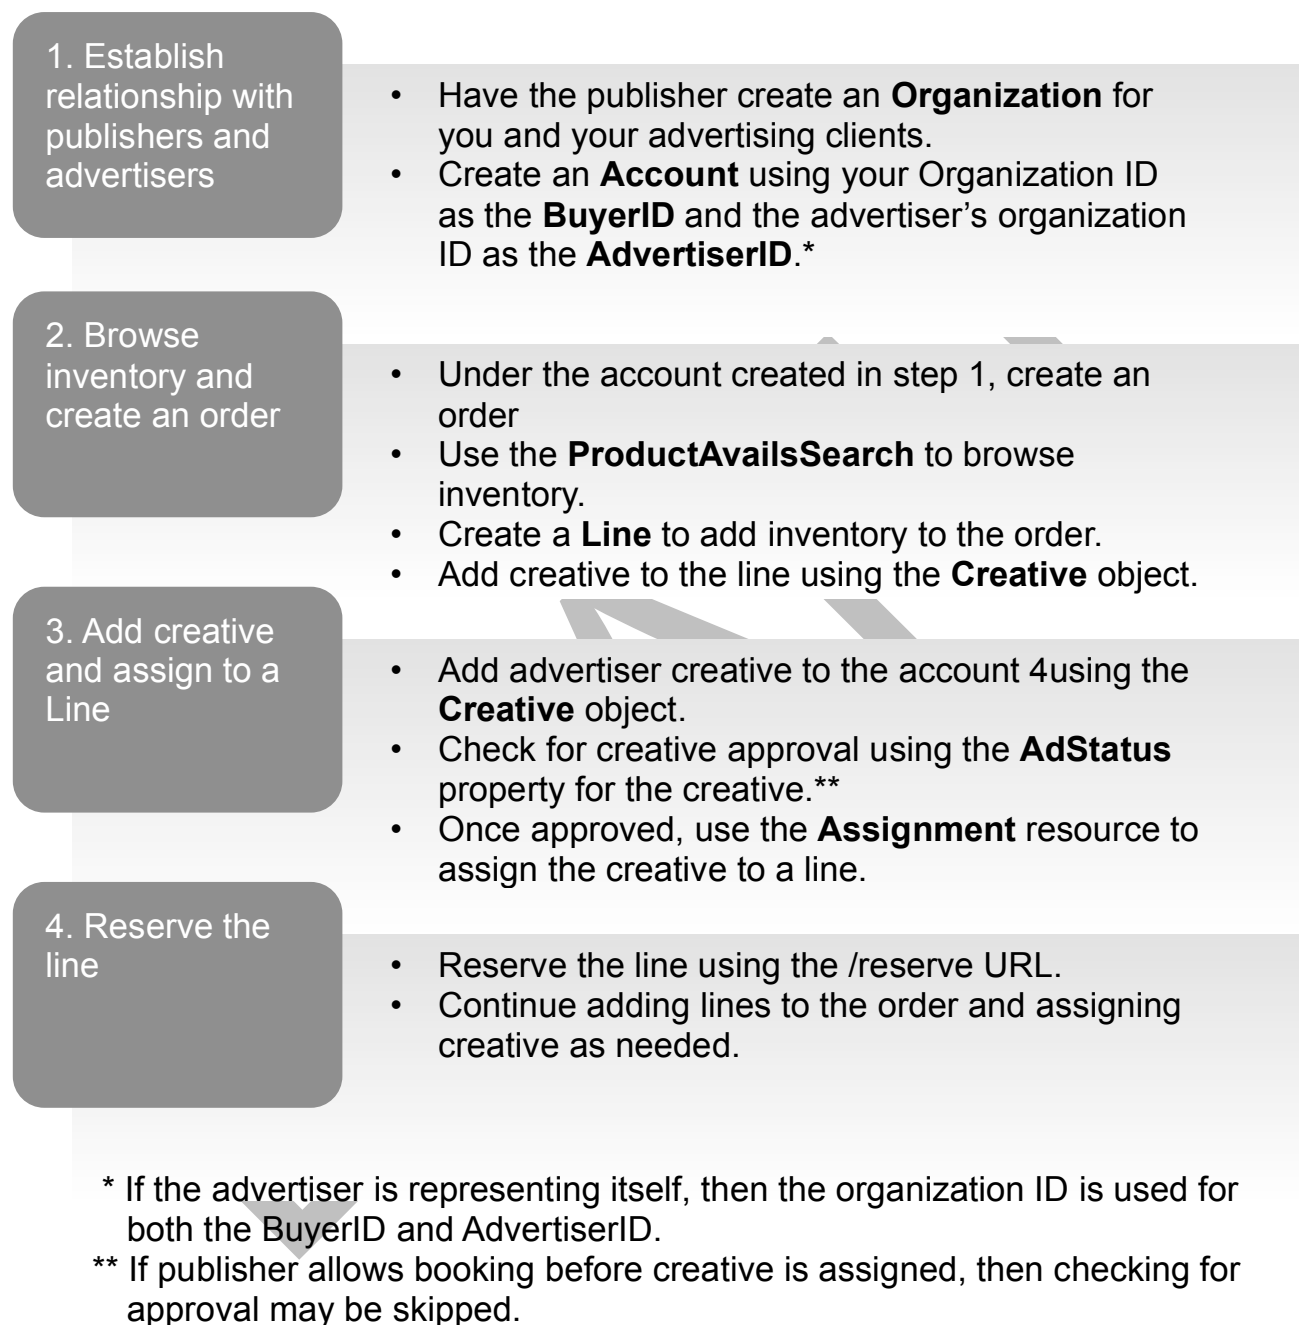 1. Establish
relationship with
publishers and
advertisers
• Have the publisher create an Organization for
you and your advertising clients.
• Create an Account using your Organization ID
as the BuyerID and the advertiser’s organization
ID as the AdvertiserID.*
2. Browse
inventory and
create an order
• Under the account created in step 1, create an
order
• Use the ProductAvailsSearch to browse
inventory.
• Create a Line to add inventory to the order.
• Add creative to the line using the Creative object.
3. Add creative
and assign to a
Line
• Add advertiser creative to the account 4using the
Creative object.
• Check for creative approval using the AdStatus
property for the creative.**
• Once approved, use the Assignment resource to
assign the creative to a line.
4. Reserve the
line
• Reserve the line using the /reserve URL.
• Continue adding lines to the order and assigning
creative as needed.
* If the advertiser is representing itself, then the organization ID is used for
both the BuyerID and AdvertiserID.
** If publisher allows booking before creative is assigned, then checking for
approval may be skipped.